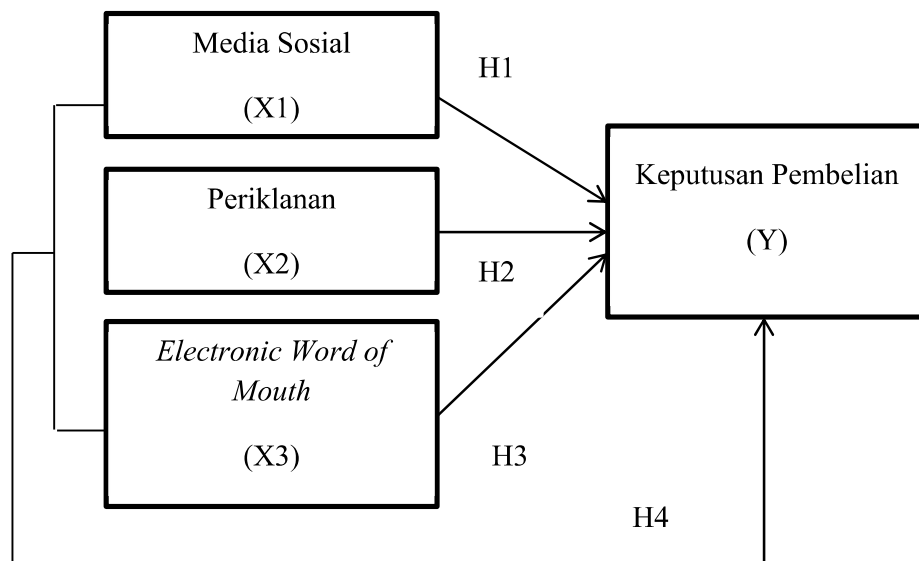 Media Sosial
(X1)
H1
Periklanan
(X2)
H2
Electronic Word of
Mouth
(X3)
H3
Keputusan Pembelian
(Y)
H4